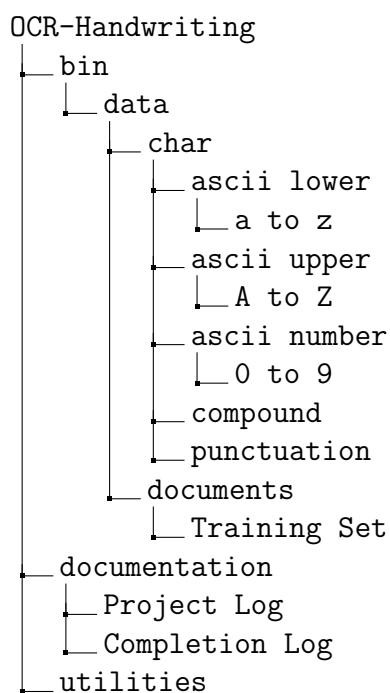 OCR-Handwriting
bin
data
char
ascii lower
a to z
ascii upper
A to Z
ascii number
0 to 9
compound
punctuation
documents
Training Set
documentation
Project Log
Completion Log
utilities